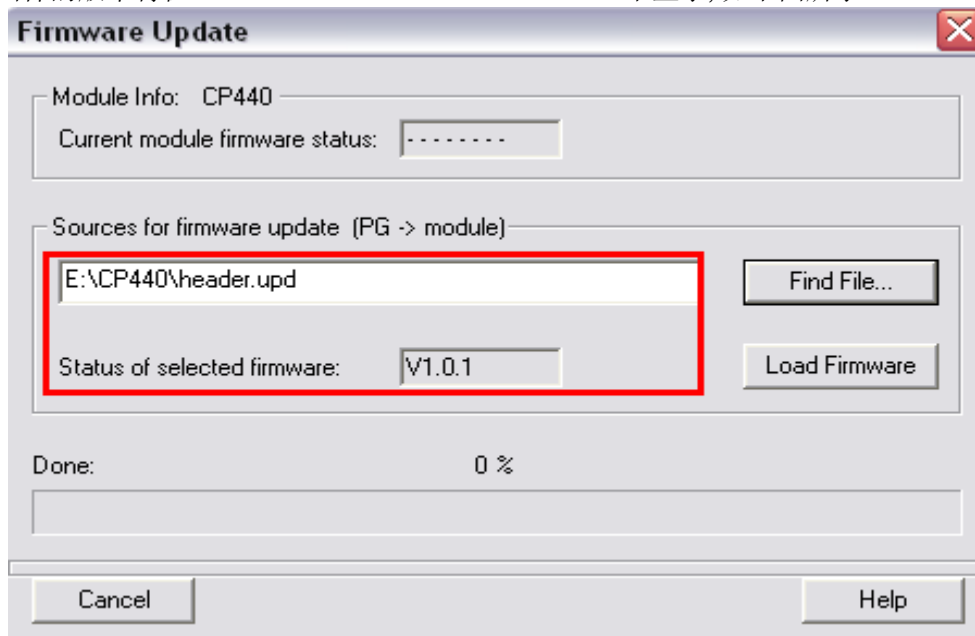 Firmware Update
Module Info: CP440
Current module firmware status: --------
Sources for firmware update (PG -> module)
E:\CP440\header.upd
Find File...
Status of selected firmware: V1.0.1
Load Firmware
Done: 0 %
Cancel
Help